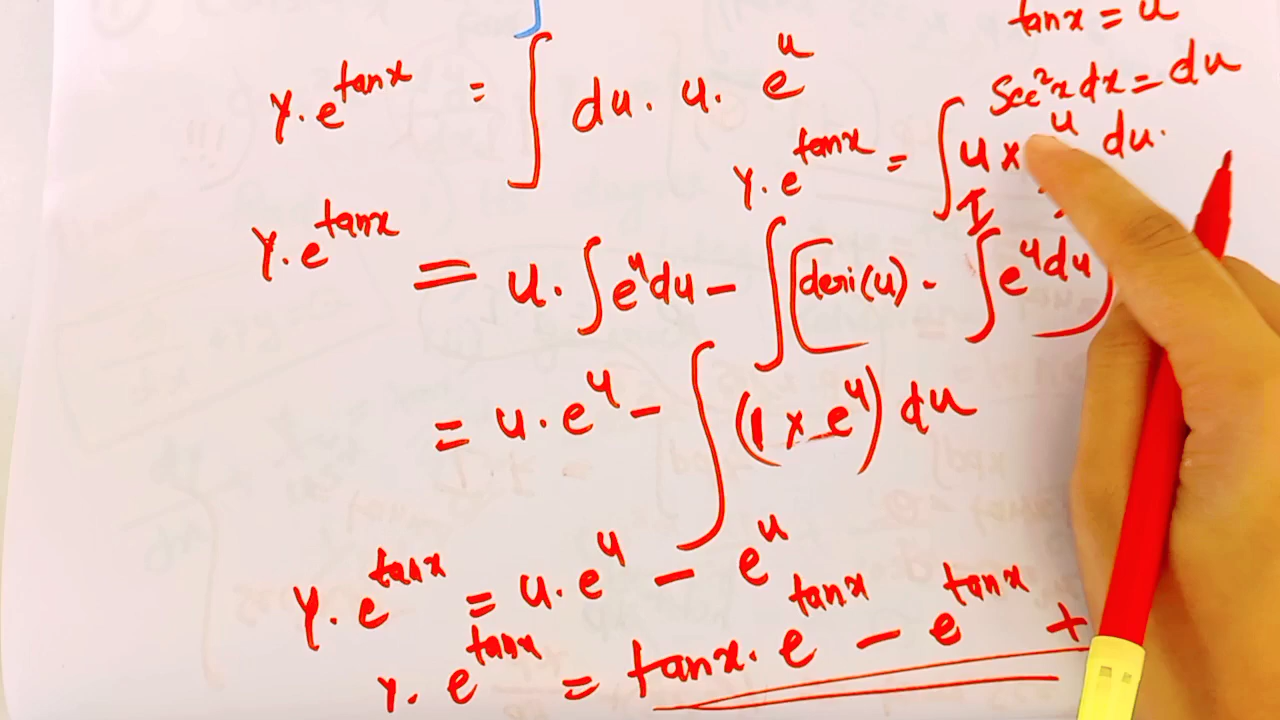 tanx = u
Sec²x dx = du
y.e^tanx = ∫ du. u. e^u
y.e^tanx = ∫ u x ^u du.
I
y.e^tanx = u. ∫e^u du - ∫[deri(u). ∫e^u du
= u.e^u - ∫(1 x e^u) du
y.e^tanx = u.e^u - e^u
y.e^tanx = tanx. e^tanx - e^tanx +